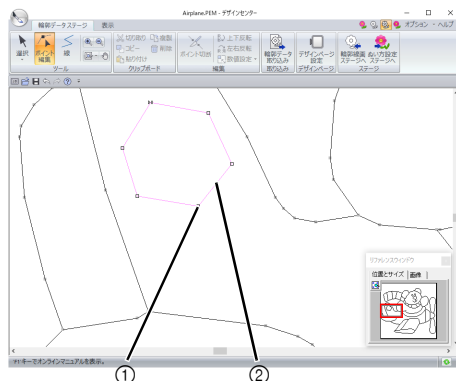 Airplane.PEM - デザインセンター
輪郭データステージ 表示
オプション ヘルプ
選択
ポイント
編集
線
ツール
切り取り 複製
コピー 削除
貼り付け
クリップボード
ポイント切替
上下反転
左右反転
数値設定
編集
輪郭データ
取り込み
取り込み
デザインページ
設定
デザインページ
輪郭線画
ステージへ
ぬい方設定
ステージへ
ステージ
リファレンスウィンドウ
位置とサイズ 画像
F1 キーでオンラインマニュアルを表示。
① ②